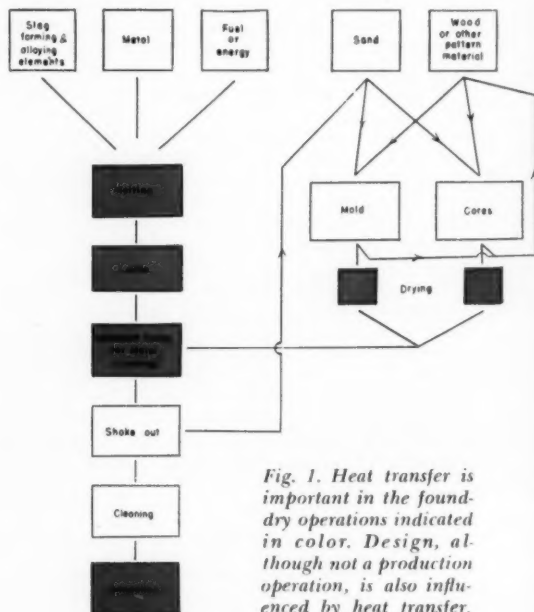 Slag
forming &
alloying
elements
Metal
Fuel
or
energy
Sand
Wood
or other
pattern
material
Melting
Mold
Cores
Drying
Shake out
Cleaning
Fig. 1. Heat transfer is
important in the foun-
dry operations indicated
in color. Design, al-
though not a production
operation, is also influ-
enced by heat transfer.